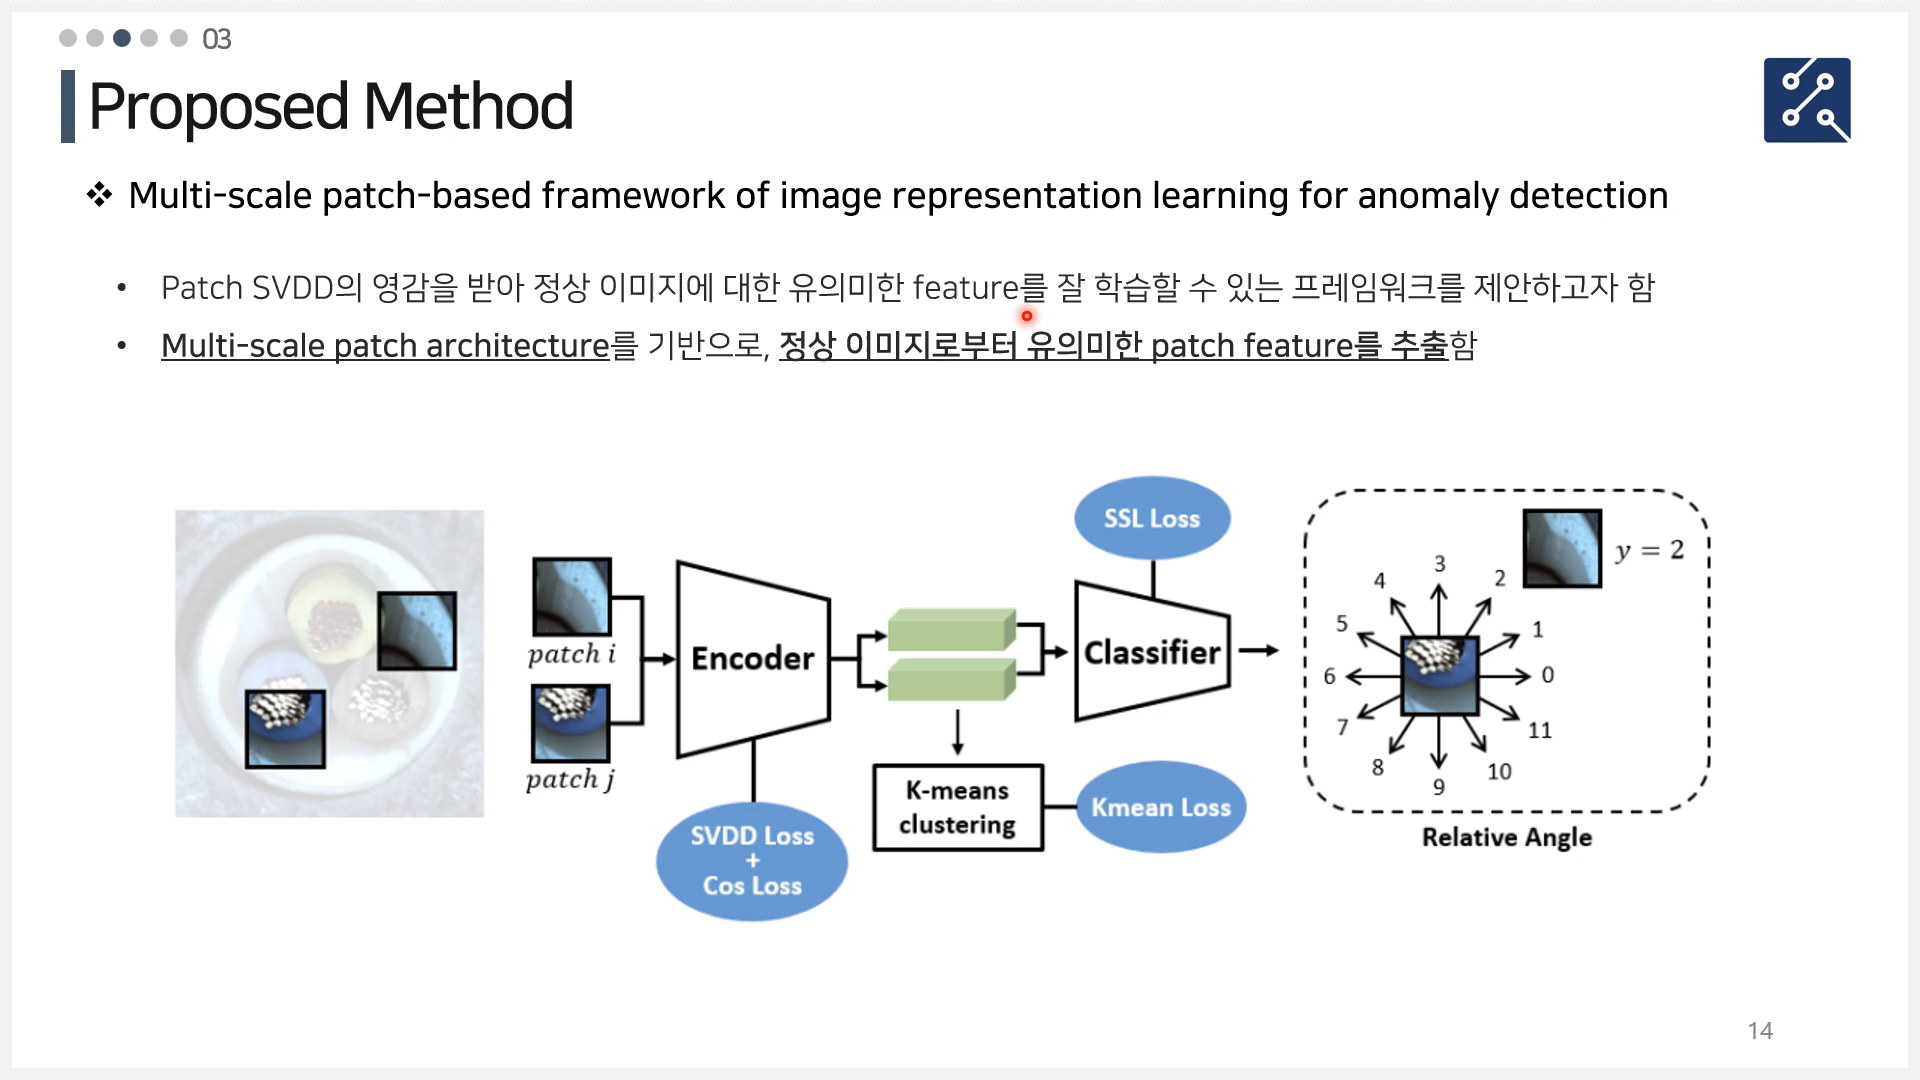 03
Proposed Method
❖ Multi-scale patch-based framework of image representation learning for anomaly detection
• Patch SVDD의 영감을 받아 정상 이미지에 대한 유의미한 feature를 잘 학습할 수 있는 프레임워크를 제안하고자 함
• Multi-scale patch architecture를 기반으로, 정상 이미지로부터 유의미한 patch feature를 추출함
patch i
patch j
Encoder
SVDD Loss
+
Cos Loss
K-means
clustering
Kmean Loss
SSL Loss
Classifier
y = 2
3
4
2
5
1
6
0
7
11
8
10
9
Relative Angle
14